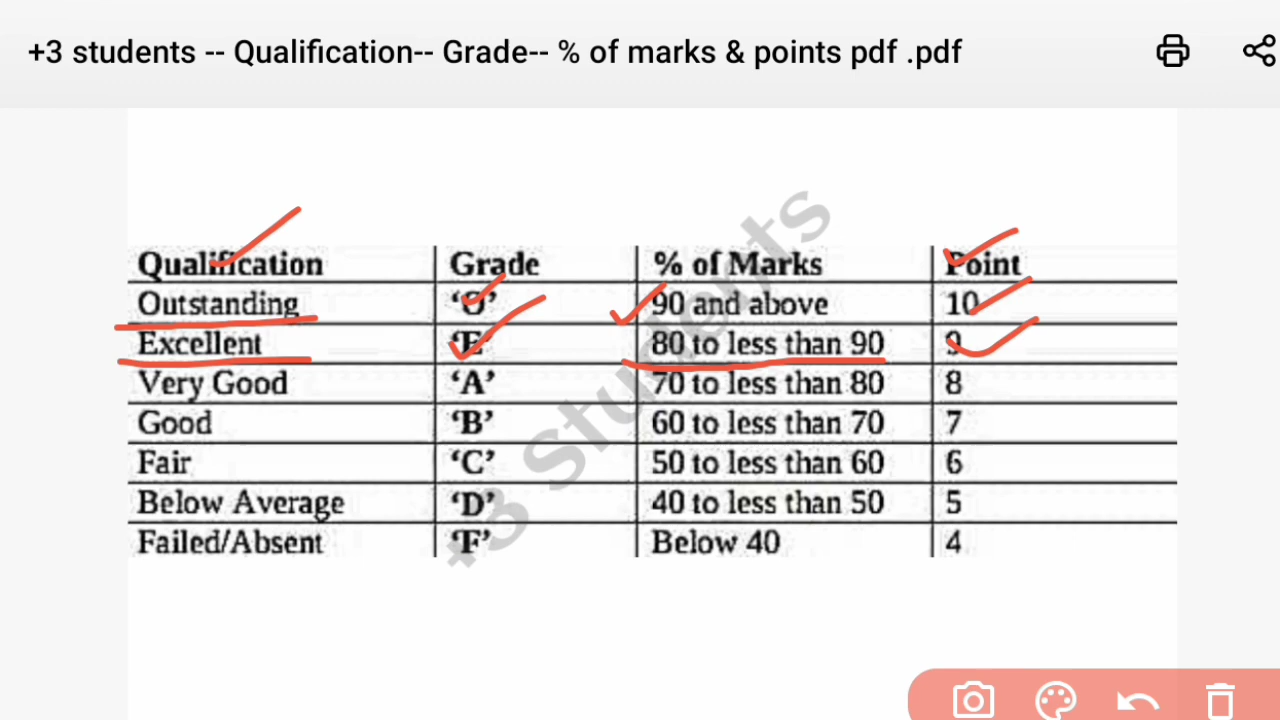 +3 students -- Qualification-- Grade-- % of marks & points pdf .pdf
Qualification Grade % of Marks Point
Outstanding ‘O’ 90 and above 10
Excellent ‘E’ 80 to less than 90 9
Very Good ‘A’ 70 to less than 80 8
Good ‘B’ 60 to less than 70 7
Fair ‘C’ 50 to less than 60 6
Below Average ‘D’ 40 to less than 50 5
Failed/Absent ‘F’ Below 40 4
+3 Students